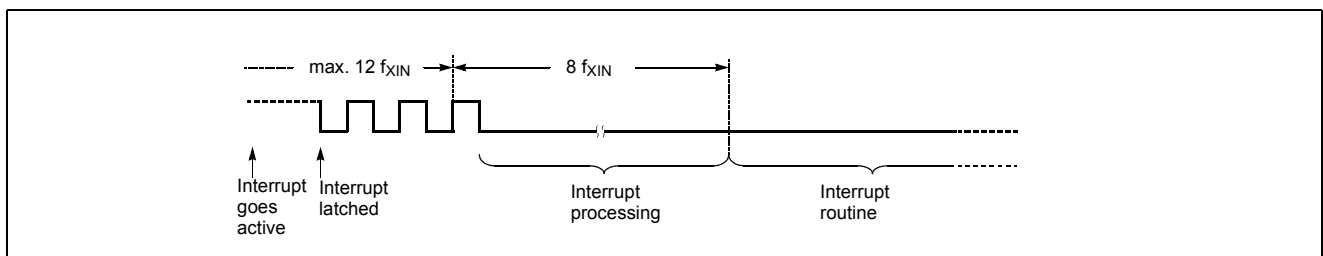 max. 12 fXIN
8 fXIN
Interrupt
goes
active
Interrupt
latched
Interrupt
processing
Interrupt
routine